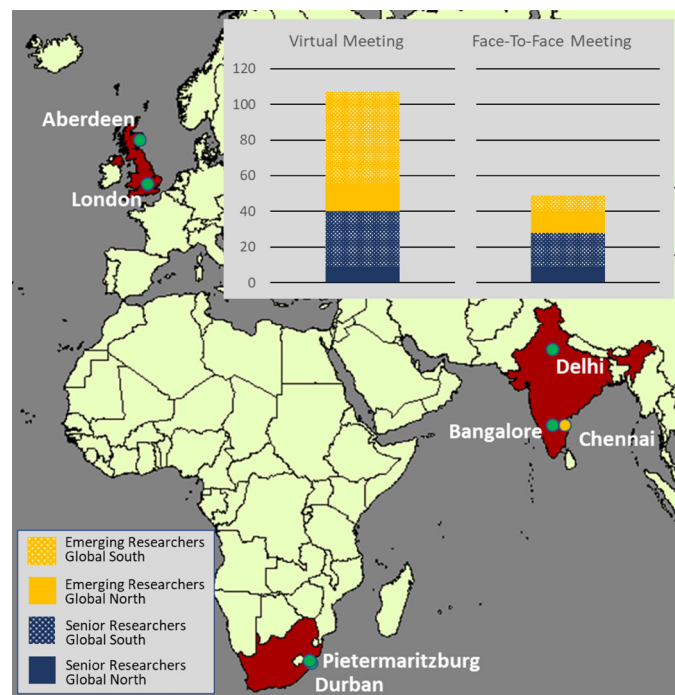 Virtual Meeting
Face-To-Face Meeting
120
100
80
60
40
20
0
Aberdeen
London
Delhi
Bangalore
Chennai
Emerging Researchers
Global South
Emerging Researchers
Global North
Senior Researchers
Global South
Senior Researchers
Global North
Pietermaritzburg
Durban